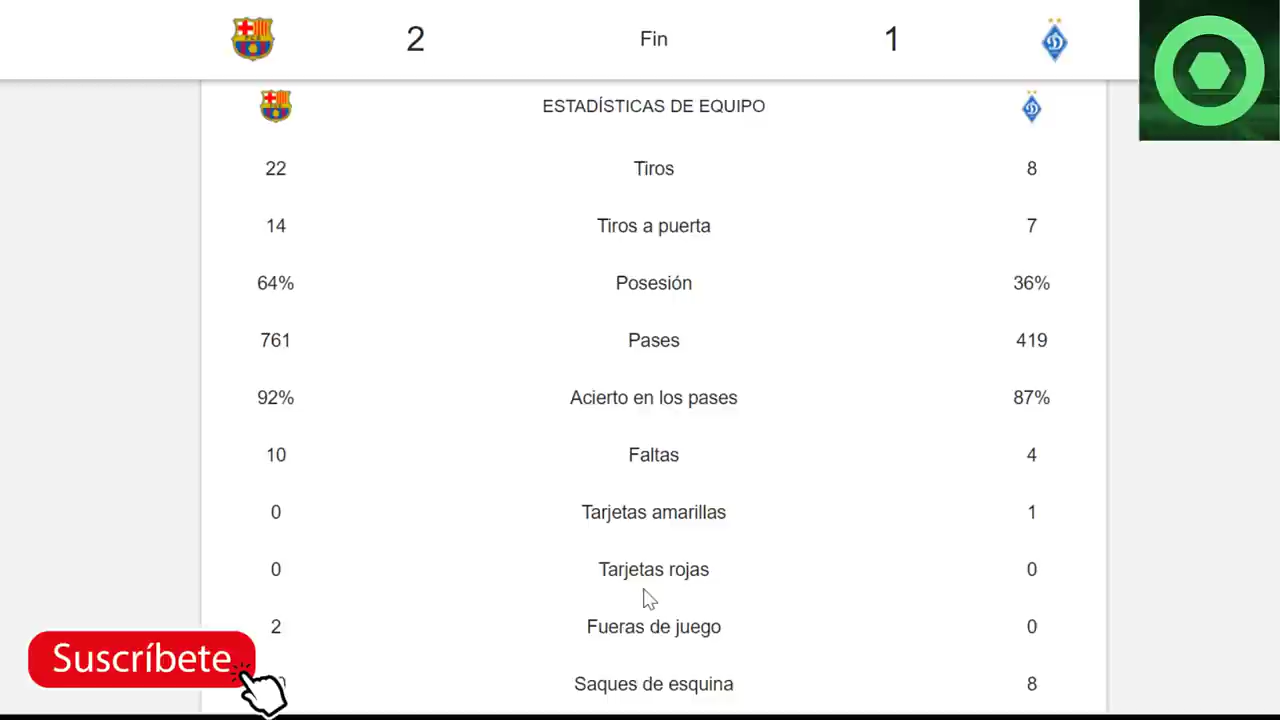 2 Fin 1
ESTADÍSTICAS DE EQUIPO
22 Tiros 8
14 Tiros a puerta 7
64% Posesión 36%
761 Pases 419
92% Acierto en los pases 87%
10 Faltas 4
0 Tarjetas amarillas 1
0 Tarjetas rojas 0
2 Fueras de juego 0
Suscríbete
Saques de esquina 8